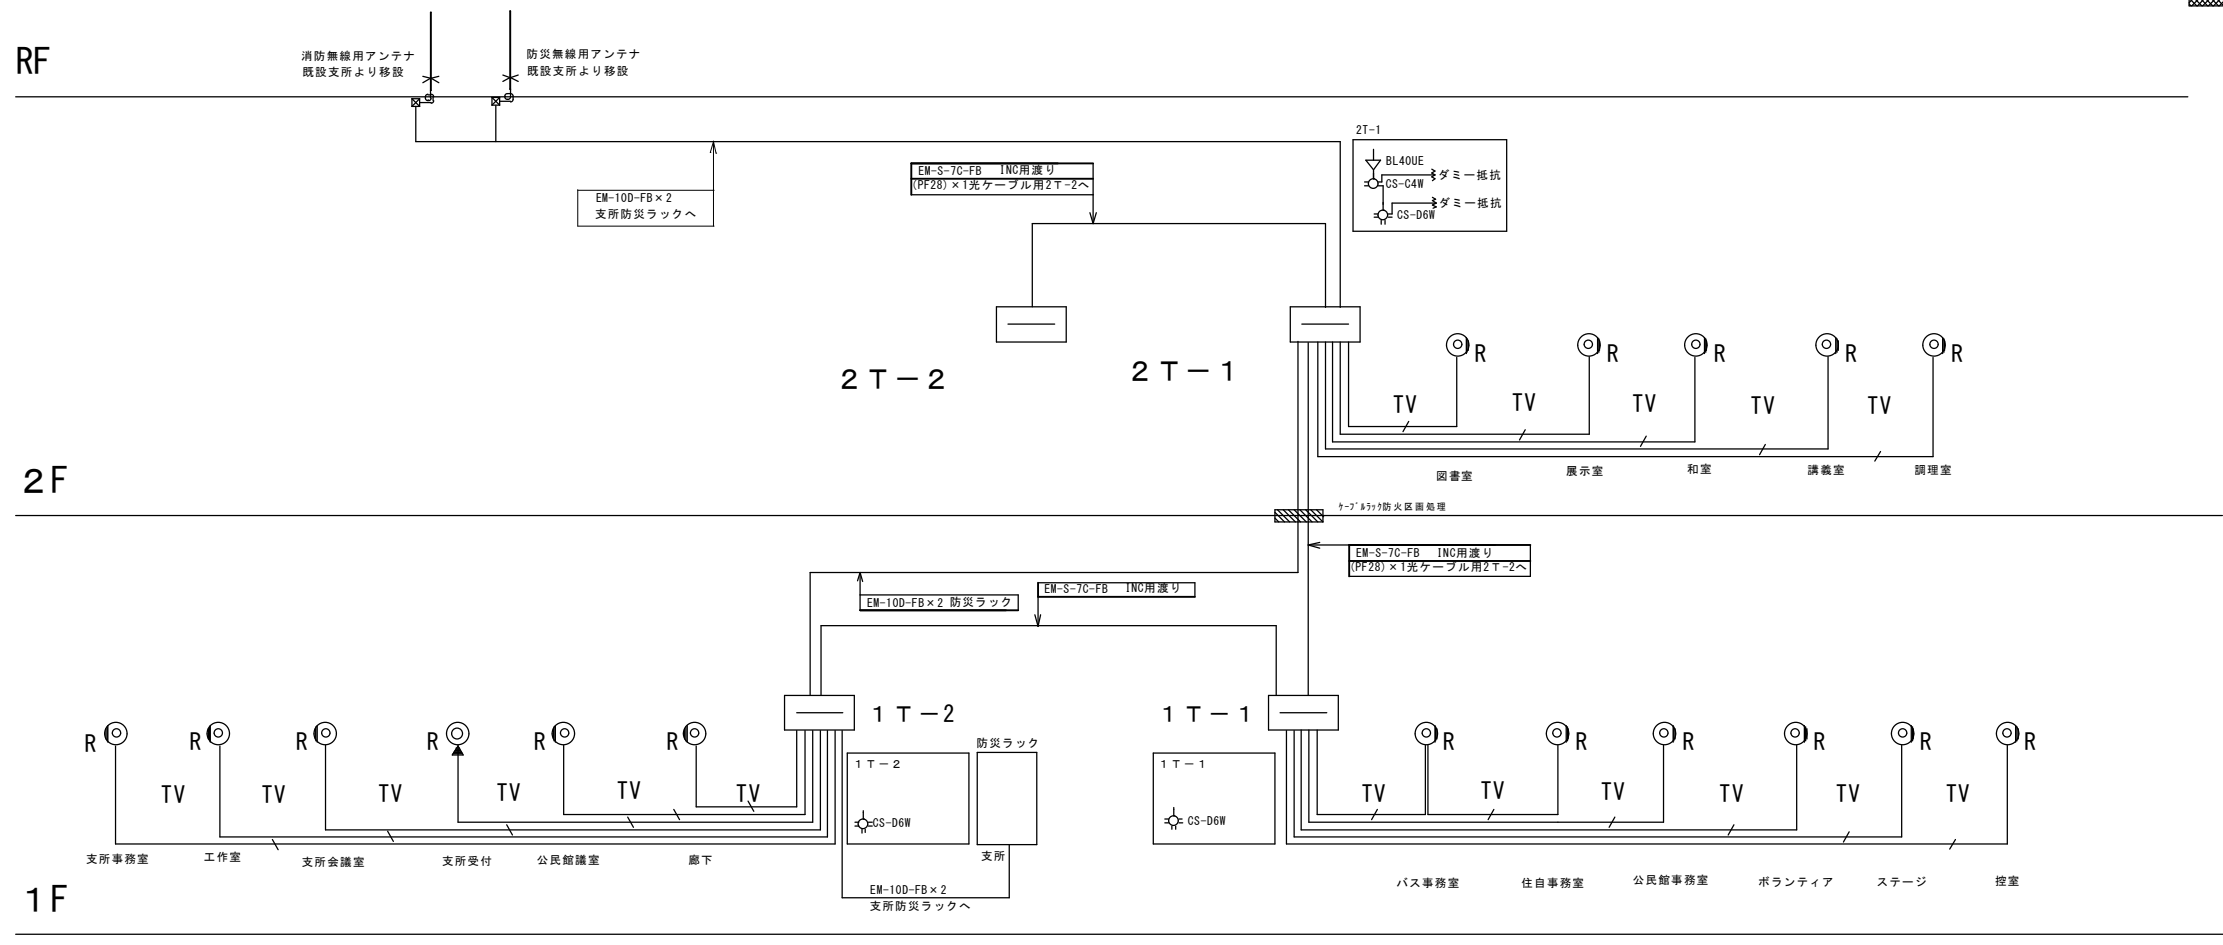 RF
消防無線用アンテナ
既設支所より移設
防災無線用アンテナ
既設支所より移設
EM-10D-FB×2
支所防災ラックへ
EM-S-7C-FB INC用渡り
(PF28)×1光ケーブル用2T-2へ
2T-1
BL40UE
CS-C4W
ダミー抵抗
ダミー抵抗
CS-D6W
2T-2
2T-1
R
R
R
R
R
TV
TV
TV
TV
TV
図書室
展示室
和室
講義室
調理室
2F
ケーブルラック防火区画処理
EM-S-7C-FB INC用渡り
(PF28)×1光ケーブル用2T-2へ
EM-10D-FB×2 防災ラック
EM-S-7C-FB INC用渡り
1T-2
1T-1
R
R
R
R
R
R
TV
TV
TV
TV
TV
TV
支所事務室
工作室
支所会議室
支所受付
公民館議室
廊下
1T-2
CS-D6W
防災ラック
支所
EM-10D-FB×2
支所防災ラックへ
1T-1
CS-D6W
R
R
R
R
R
R
TV
TV
TV
TV
TV
TV
バス事務室
住自事務室
公民館事務室
ボランティア
ステージ
控室
1F